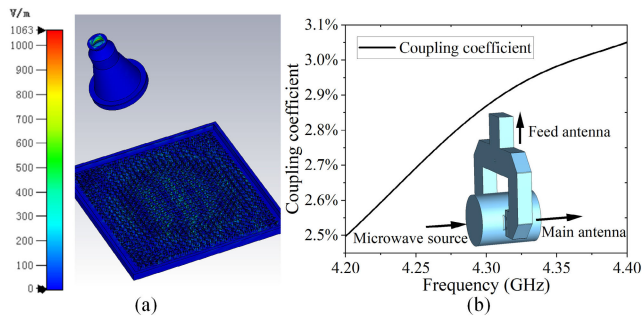 V/m
1063
1000
900
800
700
600
500
400
300
200
100
0
(a)
3.1%
3.0%
2.9%
2.8%
2.7%
2.6%
2.5%
Coupling coefficient
Coupling coefficient
Feed antenna
Microwave source
Main antenna
4.20
4.25
4.30
4.35
4.40
Frequency (GHz)
(b)